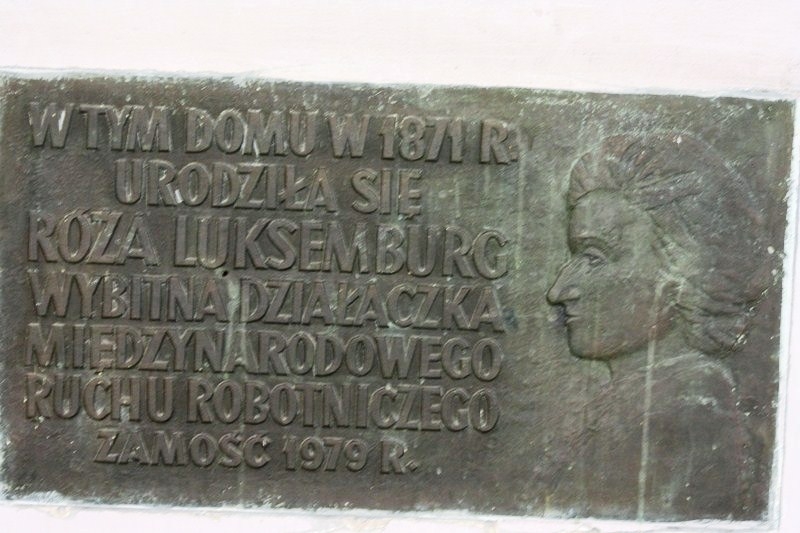 W TYM DOMU W 1871 R.
URODZIŁA SIĘ
RÓŻA LUKSEMBURG
WYBITNA DZIAŁACZKA
MIĘDZYNARODOWEGO
RUCHU ROBOTNICZEGO
ZAMOŚĆ 1979 R.